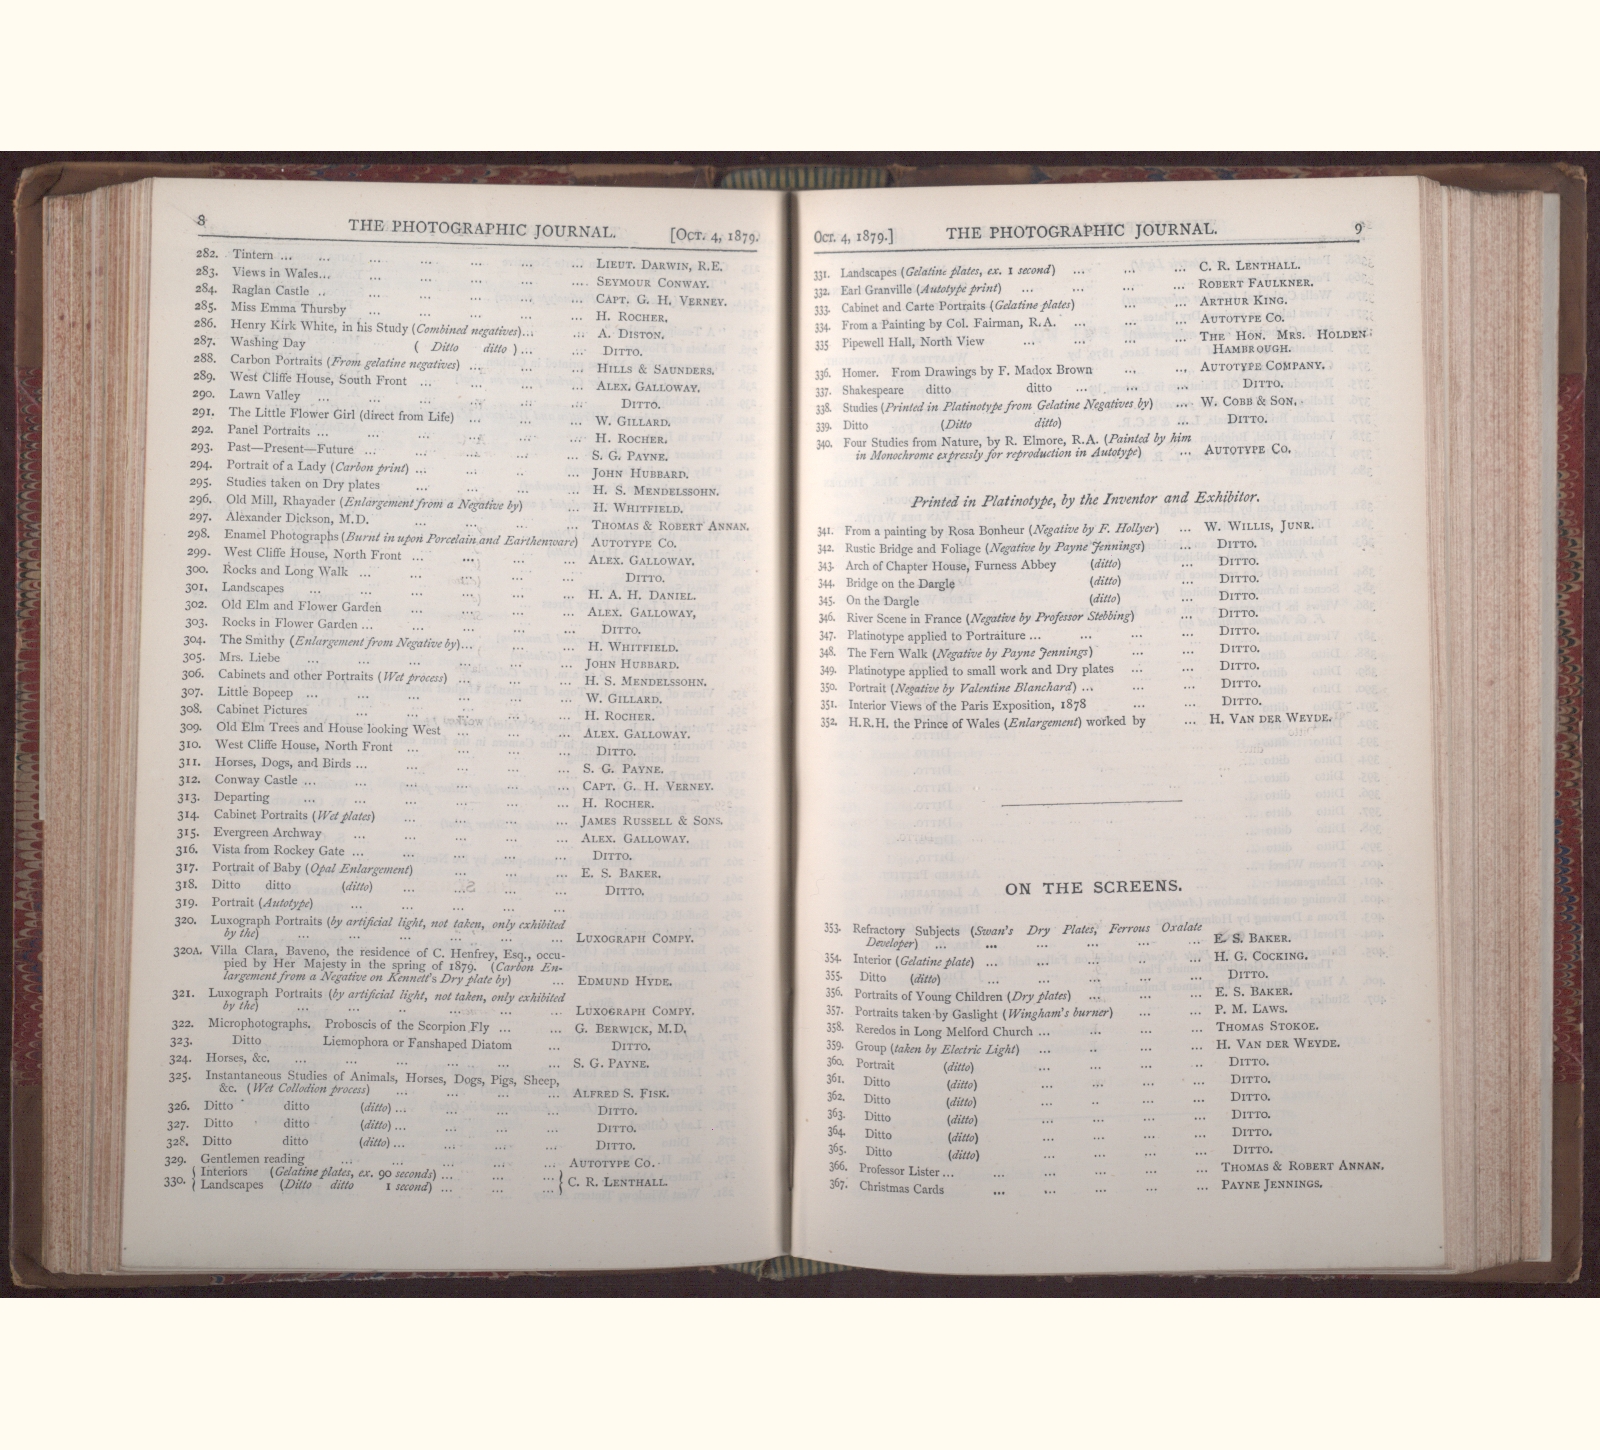 8 THE PHOTOGRAPHIC JOURNAL. [Oct. 4, 1879.
282. Tintern ... ... ... ... ... ... LIEUT. DARWIN, R.E.
283. Views in Wales... ... ... ... ... SEYMOUR CONWAY.
284. Raglan Castle .. ... ... ... ... ... CAPT. G. H. VERNEY.
285. Miss Emma Thursby ... ... ... ... ... H. ROCHER.
286. Henry Kirk White, in his Study (Combined negatives)... ... A. DISTON.
287. Washing Day ( Ditto ditto )... ... DITTO.
288. Carbon Portraits (From gelatine negatives) ... ... ... HILLS & SAUNDERS.
289. West Cliffe House, South Front ... ... ... ... ALEX. GALLOWAY.
290. Lawn Valley ... ... ... ... ... DITTO.
291. The Little Flower Girl (direct from Life) ... ... ... W. GILLARD.
292. Panel Portraits ... ... ... ... ... H. ROCHER.
293. Past—Present—Future ... ... ... ... ... S. G. PAYNE.
294. Portrait of a Lady (Carbon print) ... ... .. ... JOHN HUBBARD.
295. Studies taken on Dry plates ... ... ... ... H. S. MENDELSSOHN.
296. Old Mill, Rhayader (Enlargement from a Negative by) ... H. WHITFIELD.
297. Alexander Dickson, M.D. ... ... ... ... THOMAS & ROBERT ANNAN.
298. Enamel Photographs (Burnt in upon Porcelain and Earthenware) AUTOTYPE CO.
299. West Cliffe House, North Front ... ... ... ... ALEX. GALLOWAY.
300. Rocks and Long Walk ... ... ... ... ... DITTO.
301. Landscapes ... ... ... ... ... ... H. A. H. DANIEL.
302. Old Elm and Flower Garden ... ... ... ... ALEX. GALLOWAY,
303. Rocks in Flower Garden ... ... ... ... ... DITTO.
304. The Smithy (Enlargement from Negative by)... ... ... H. WHITFIELD.
305. Mrs. Liebe ... ... ... ... ... ... JOHN HUBBARD.
306. Cabinets and other Portraits (Wet process) ... ... ... H. S. MENDELSSOHN.
307. Little Bopeep ... ... ... ... ... ... W. GILLARD.
308. Cabinet Pictures ... ... ... ... ... H. ROCHER.
309. Old Elm Trees and House looking West ... ... ... ALEX. GALLOWAY.
310. West Cliffe House, North Front ... ... ... ... DITTO.
311. Horses, Dogs, and Birds ... ... ... ... ... S. G. PAYNE.
312. Conway Castle ... ... ... ... ... ... CAPT. G. H. VERNEY.
313. Departing ... ... ... ... ... ... H. ROCHER.
314. Cabinet Portraits (Wet plates) ... ... ... ... JAMES RUSSELL & SONS.
315. Evergreen Archway ... ... ... ... ... ALEX. GALLOWAY.
316. Vista from Rockey Gate ... ... ... ... ... DITTO.
317. Portrait of Baby (Opal Enlargement) ... ... ... E. S. BAKER.
318. Ditto ditto (ditto) ... ... ... ... DITTO.
319. Portrait (Autotype) ... ... ... ... ...
320. Luxograph Portraits (by artificial light, not taken, only exhibited
by the) ... ... ... ... ... ... LUXOGRAPH COMPY.
320A. Villa Clara, Baveno, the residence of C. Henfrey, Esq., occu-
pied by Her Majesty in the spring of 1879. (Carbon En-
largement from a Negative on Kennett's Dry plate by) ... EDMUND HYDE.
321. Luxograph Portraits (by artificial light, not taken, only exhibited
by the) ... .. ... ... ... ... LUXOGRAPH COMPY.
322. Microphotographs. Proboscis of the Scorpion Fly ... ... G. BERWICK, M.D.
323. Ditto Liemophora or Fanshaped Diatom ... DITTO.
324. Horses, &c. ... ... ... ... ... ... S. G. PAYNE.
325. Instantaneous Studies of Animals, Horses, Dogs, Pigs, Sheep,
&c. (Wet Collodion process) ... ... ... ... ALFRED S. FISK.
326. Ditto ditto (ditto)... ... ... ... DITTO.
327. Ditto ditto (ditto)... ... ... ... DITTO.
328. Ditto ditto (ditto)... ... ... ... DITTO.
329. Gentlemen reading ... ... ... ... ... AUTOTYPE CO.
330. { Interiors (Gelatine plates, ex. 90 seconds) ... ... ... } C. R. LENTHALL.
{ Landscapes (Ditto ditto 1 second) ... ... ... }
Oct. 4, 1879.] THE PHOTOGRAPHIC JOURNAL. 9
331. Landscapes (Gelatine plates, ex. 1 second) ... ... ... C. R. LENTHALL.
332. Earl Granville (Autotype print) ... ... ... ... ROBERT FAULKNER.
333. Cabinet and Carte Portraits (Gelatine plates) ... ... ARTHUR KING.
334. From a Painting by Col. Fairman, R.A. ... ... ... AUTOTYPE CO.
335 Pipewell Hall, North View ... ... ... ... THE HON. MRS. HOLDEN
HAMBROUGH.
336. Homer. From Drawings by F. Madox Brown ... ... AUTOTYPE COMPANY.
337. Shakespeare ditto ditto ... ... ... DITTO.
338. Studies (Printed in Platinotype from Gelatine Negatives by) ... W. COBB & SON.
339. Ditto (Ditto ditto) ... DITTO.
340. Four Studies from Nature, by R. Elmore, R.A. (Painted by him
in Monochrome expressly for reproduction in Autotype) ... AUTOTYPE CO.
Printed in Platinotype, by the Inventor and Exhibitor.
341. From a painting by Rosa Bonheur (Negative by F. Hollyer) ... W. WILLIS, JUNR.
342. Rustic Bridge and Foliage (Negative by Payne Jennings) ... DITTO.
343. Arch of Chapter House, Furness Abbey (ditto) ... DITTO.
344. Bridge on the Dargle (ditto) ... DITTO.
345. On the Dargle (ditto) ... DITTO.
346. River Scene in France (Negative by Professor Stebbing) ... DITTO.
347. Platinotype applied to Portraiture ... ... ... ... DITTO.
348. The Fern Walk (Negative by Payne Jennings) ... ... DITTO.
349. Platinotype applied to small work and Dry plates ... ... DITTO.
350. Portrait (Negative by Valentine Blanchard) ... ... ... DITTO.
351. Interior Views of the Paris Exposition, 1878 ... ... DITTO.
352. H.R.H. the Prince of Wales (Enlargement) worked by ... H. VAN DER WEYDE.
ON THE SCREENS.
353. Refractory Subjects (Swan's Dry Plates, Ferrous Oxalate
Developer) ... ... ... ... ... ... E. S. BAKER.
354. Interior (Gelatine plate) ... ... ... .. ... H. G. COCKING.
355. Ditto (ditto) ... ... ... ... ... DITTO.
356. Portraits of Young Children (Dry plates) ... ... ... E. S. BAKER.
357. Portraits taken by Gaslight (Wingham's burner) ... ... P. M. LAWS.
358. Reredos in Long Melford Church ... ... ... ... THOMAS STOKOE.
359. Group (taken by Electric Light) ... .. ... ... H. VAN DER WEYDE.
360. Portrait (ditto) ... ... ... .. DITTO.
361. Ditto (ditto) ... ... ... ... DITTO.
362. Ditto (ditto) ... .. ... ... DITTO.
363. Ditto (ditto) ... ... ... ... DITTO.
364. Ditto (ditto) ... ... ... ... DITTO.
365. Ditto (ditto) ... ... ... ... DITTO.
366. Professor Lister ... ... ... ... ... ... THOMAS & ROBERT ANNAN.
367. Christmas Cards ... ... ... ... ... PAYNE JENNINGS.